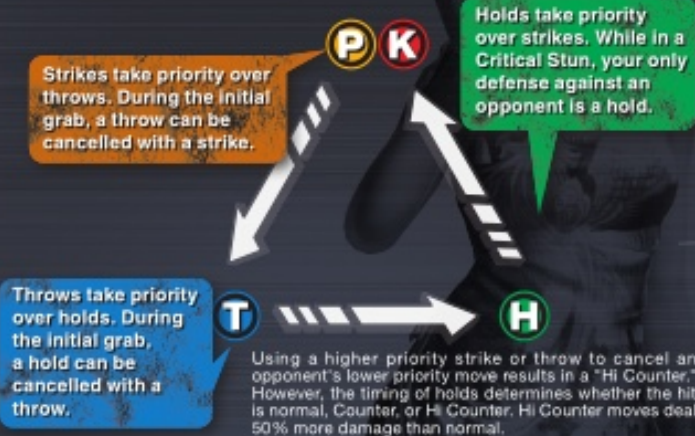 P K
Holds take priority
over strikes. While in a
Critical Stun, your only
defense against an
opponent is a hold.
Strikes take priority over
throws. During the initial
grab, a throw can be
cancelled with a strike.
Throws take priority
over holds. During
the initial grab,
a hold can be
cancelled with a
throw.
T
H
Using a higher priority strike or throw to cancel an
opponent's lower priority move results in a "Hi Counter."
However, the timing of holds determines whether the hit
is normal, Counter, or Hi Counter. Hi Counter moves deal
50% more damage than normal.